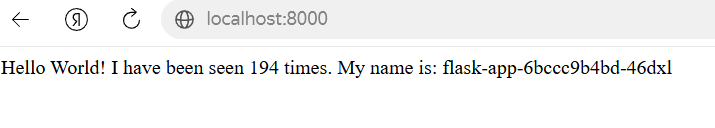 localhost:8000
Hello World! I have been seen 194 times. My name is: flask-app-6bccc9b4bd-46dxl